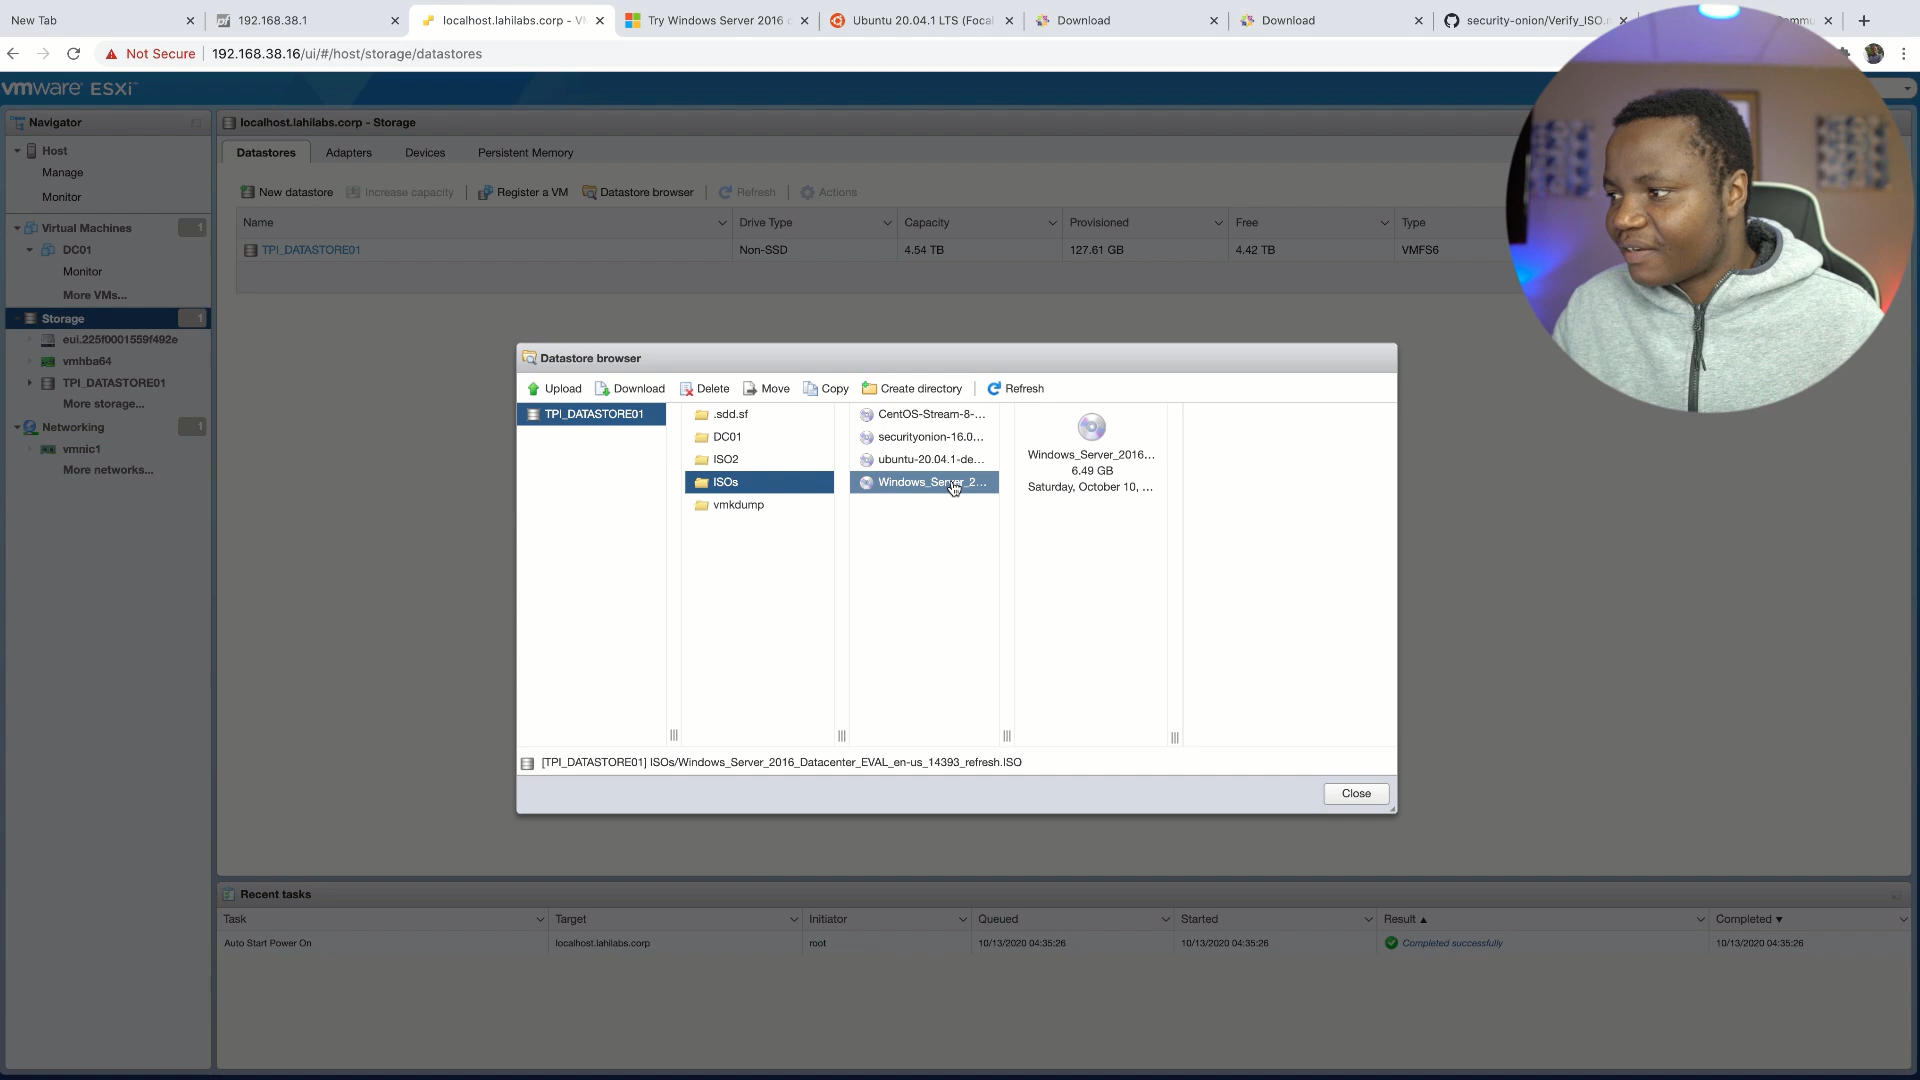 New Tab
192.168.38.1
localhost.lahilabs.corp - VM
Try Windows Server 2016 o
Ubuntu 20.04.1 LTS (Focal
Download
Download
security-onion/Verify_ISO.m
Not Secure
192.168.38.16/ui/#/host/storage/datastores
vmware ESXi™
Navigator
localhost.lahilabs.corp - Storage
Host
Manage
Monitor
Virtual Machines
1
DC01
Monitor
More VMs...
Storage
1
eui.225f0001559f492e
vmhba64
TPI_DATASTORE01
More storage...
Networking
1
vmnic1
More networks...
Datastores
Adapters
Devices
Persistent Memory
New datastore
Increase capacity
Register a VM
Datastore browser
Refresh
Actions
Name
Drive Type
Capacity
Provisioned
Free
Type
TPI_DATASTORE01
Non-SSD
4.54 TB
127.61 GB
4.42 TB
VMFS6
Datastore browser
Upload
Download
Delete
Move
Copy
Create directory
Refresh
TPI_DATASTORE01
.sdd.sf
DC01
ISO2
ISOs
vmkdump
CentOS-Stream-8-...
securityonion-16.0...
ubuntu-20.04.1-de...
Windows_Server_2...
Windows_Server_2016...
6.49 GB
Saturday, October 10, ...
[TPI_DATASTORE01] ISOs/Windows_Server_2016_Datacenter_EVAL_en-us_14393_refresh.ISO
Close
Recent tasks
Task
Target
Initiator
Queued
Started
Result
Completed
Auto Start Power On
localhost.lahilabs.corp
root
10/13/2020 04:35:26
10/13/2020 04:35:26
Completed successfully
10/13/2020 04:35:26